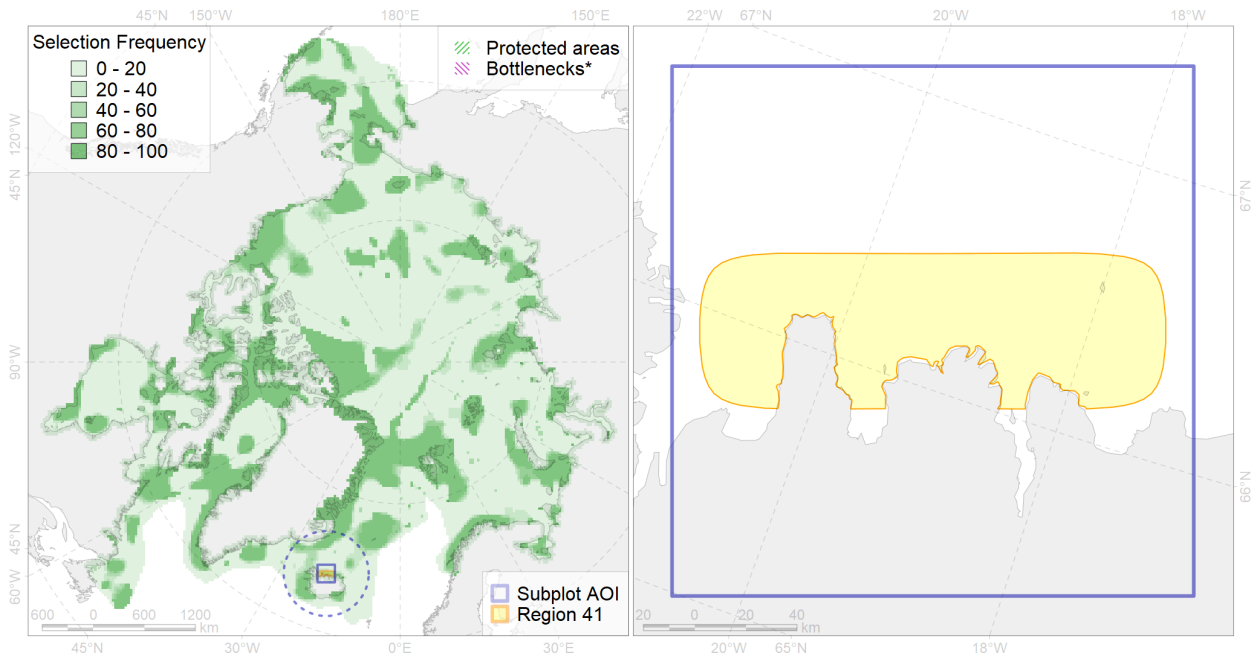 45°N 150°W 180°E 150°E 22°W 67°N 20°W 18°W
Selection Frequency
0 - 20
20 - 40
40 - 60
60 - 80
80 - 100
Protected areas
Bottlenecks*
120°W
45°N
90°W
45°N
60°W
67°N
66°N
Subplot AOI
Region 41
600 0 600 1200
km
20 0 20 40
km
45°N 30°W 0°E 30°E 20°W 65°N 18°W